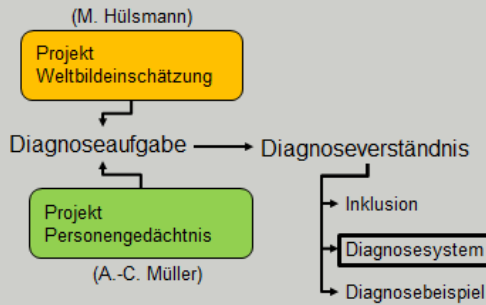 (M. Hülsmann)
Projekt
Weltbildeinschätzung
Diagnoseaufgabe
Diagnoseverständnis
Projekt
Personengedächtnis
(A.-C. Müller)
Inklusion
Diagnosesystem
Diagnosebeispiel